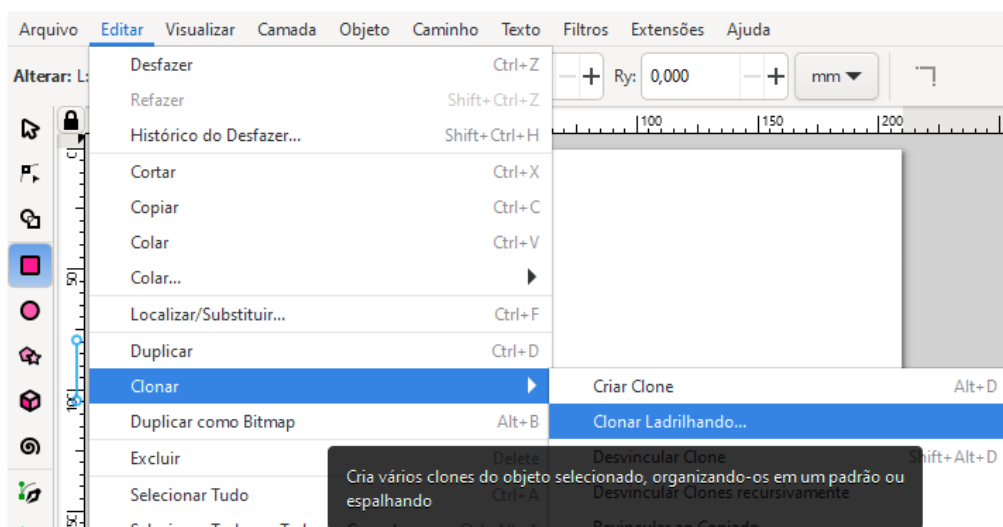 Arquivo Editar Visualizar Camada Objeto Caminho Texto Filtros Extensões Ajuda
Alterar: L: Ry: 0,000 mm
100 150 200
Desfazer Ctrl+Z
Refazer Shift+Ctrl+Z
Histórico do Desfazer... Shift+Ctrl+H
Cortar Ctrl+X
Copiar Ctrl+C
Colar Ctrl+V
Colar...
Localizar/Substituir... Ctrl+F
Duplicar Ctrl+D
Clonar Criar Clone Alt+D
Duplicar como Bitmap Alt+B Clonar Ladrilhando...
Excluir Delete Desvincular Clone Shift+Alt+D
Cria vários clones do objeto selecionado, organizando-os em um padrão ou
espalhando
Selecionar Tudo Ctrl+A Desvincular Clones recursivamente
0
50
100